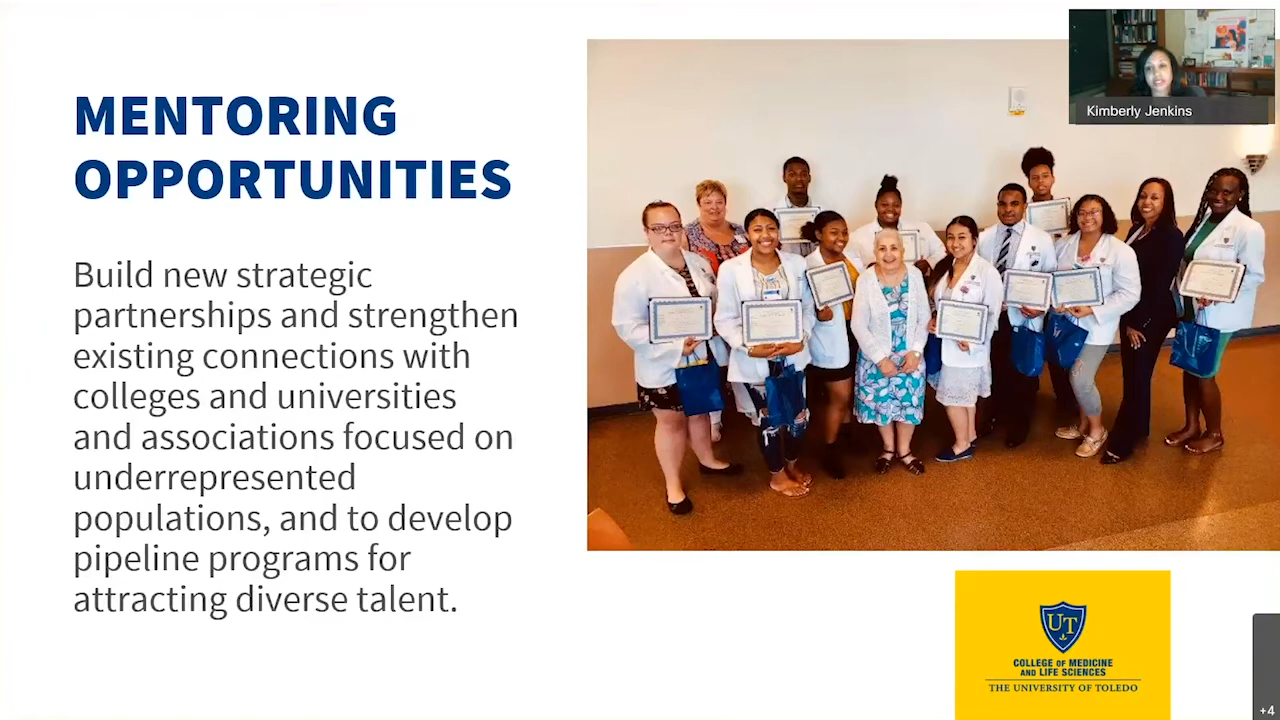 MENTORING
OPPORTUNITIES
Build new strategic
partnerships and strengthen
existing connections with
colleges and universities
and associations focused on
underrepresented
populations, and to develop
pipeline programs for
attracting diverse talent.
Kimberly Jenkins
UT
COLLEGE OF MEDICINE
AND LIFE SCIENCES
THE UNIVERSITY OF TOLEDO
+4